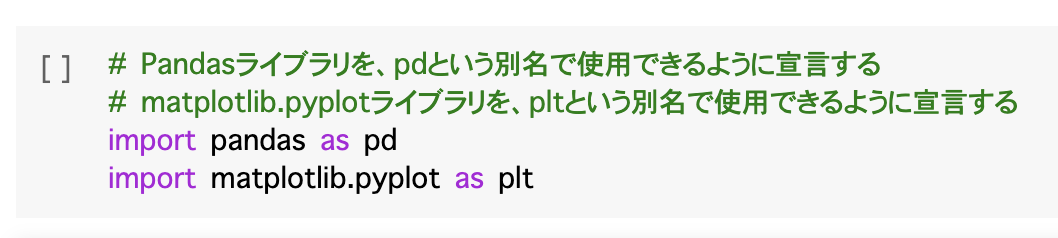 [ ] # Pandasライブラリを、pdという別名で使用できるように宣言する
# matplotlib.pyplotライブラリを、pltという別名で使用できるように宣言する
import pandas as pd
import matplotlib.pyplot as plt